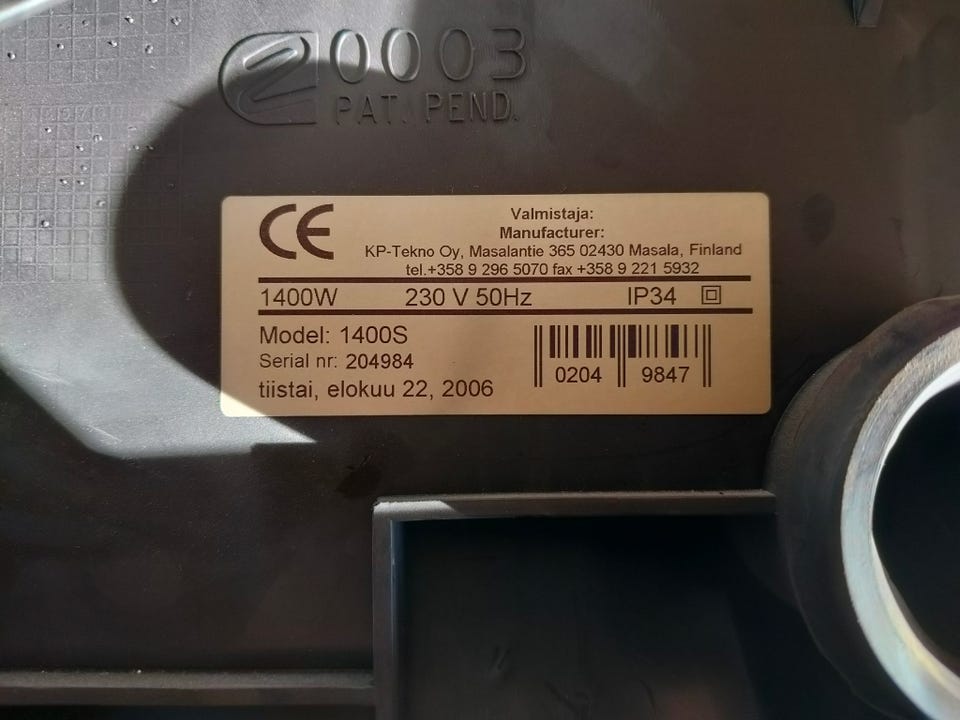 0003
PAT. PEND.
CE
Valmistaja:
Manufacturer:
KP-Tekno Oy, Masalantie 365 02430 Masala, Finland
tel.+358 9 296 5070 fax +358 9 221 5932
1400W 230 V 50Hz IP34
Model: 1400S
Serial nr: 204984
tiistai, elokuu 22, 2006
0204 9847